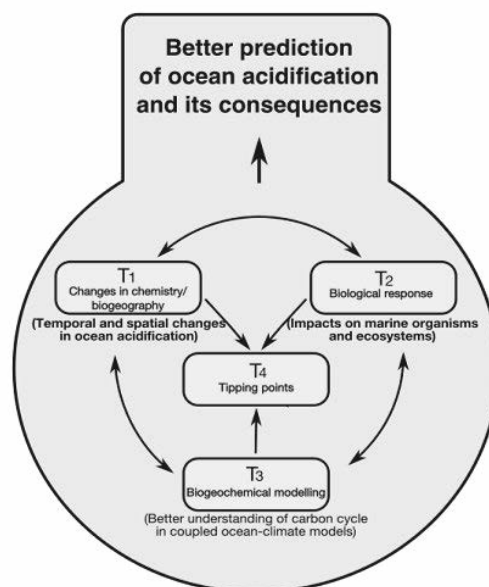 Better prediction
of ocean acidification
and its consequences
T1
Changes in chemistry/
biogeography
(Temporal and spatial changes
in ocean acidification)
T2
Biological response
(Impacts on marine organisms
and ecosystems)
T4
Tipping points
T3
Biogeochemical modelling
(Better understanding of carbon cycle
in coupled ocean-climate models)